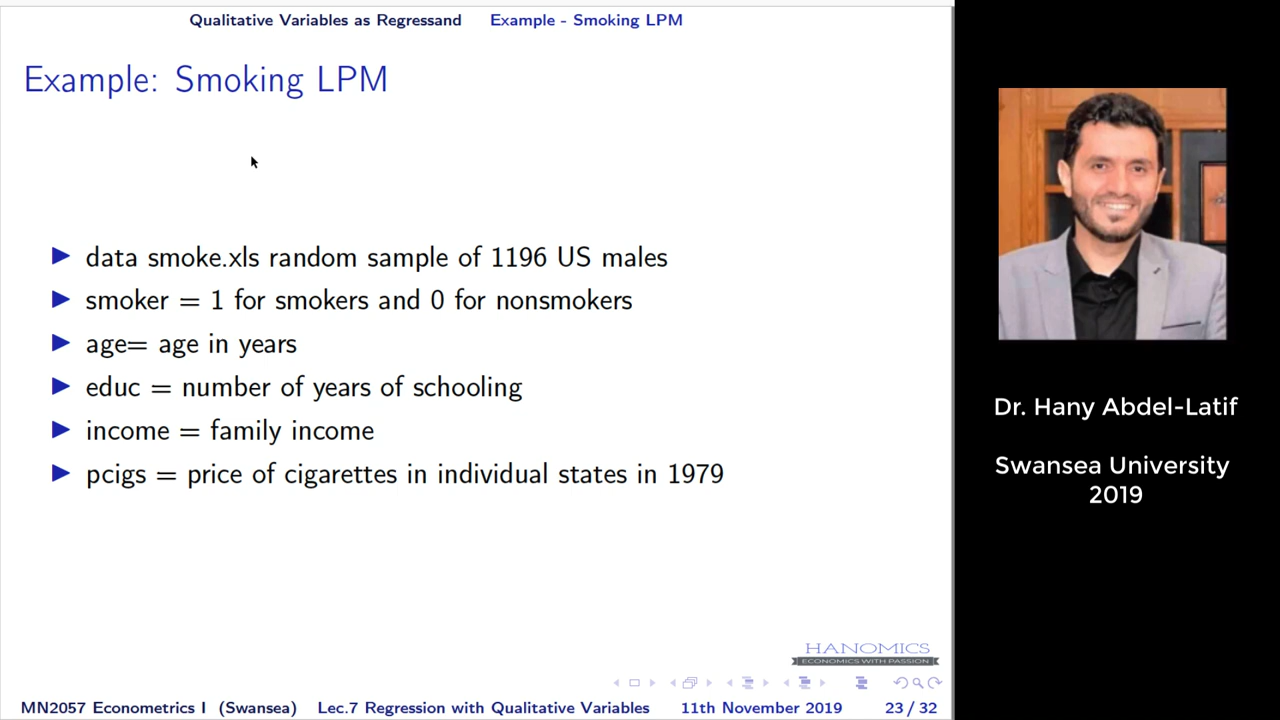 Qualitative Variables as Regressand Example - Smoking LPM
Example: Smoking LPM
data smoke.xls random sample of 1196 US males
smoker = 1 for smokers and 0 for nonsmokers
age= age in years
educ = number of years of schooling
income = family income
pcigs = price of cigarettes in individual states in 1979
HANOMICS
ECONOMICS WITH PASSION
MN2057 Econometrics I (Swansea) Lec.7 Regression with Qualitative Variables 11th November 2019 23 / 32
Dr. Hany Abdel-Latif
Swansea University
2019